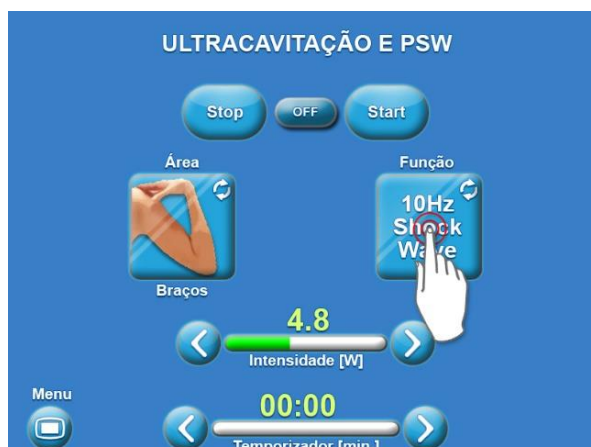 ULTRACAVITAÇÃO E PSW
Stop OFF Start
Área Função
10Hz
Shock
Wave
Braços
4.8
Intensidade [W]
Menu
00:00
Temporizador [min.]